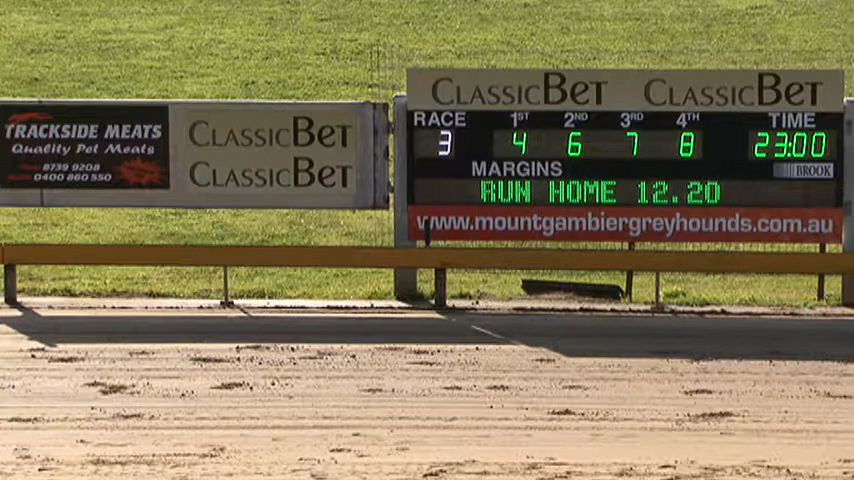 TRACKSIDE MEATS
Quality Pet Meats
8739 9208
0400 860 550
CLASSICBET
CLASSICBET
CLASSICBET CLASSICBET
RACE 1ST 2ND 3RD 4TH TIME
3 4 6 7 8 23:00
MARGINS BROOK
RUN HOME 12.20
www.mountgambiergreyhounds.com.au